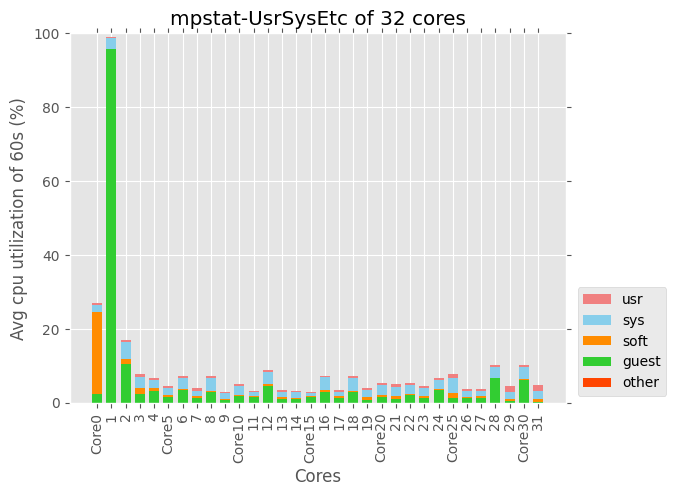 mpstat-UsrSysEtc of 32 cores
Avg cpu utilization of 60s (%)
100
80
60
40
20
0
Core0
1
2
3
4
Core5
6
7
8
9
Core10
11
12
13
14
Core15
16
17
18
19
Core20
21
22
23
24
Core25
26
27
28
29
Core30
31
Cores
usr
sys
soft
guest
other